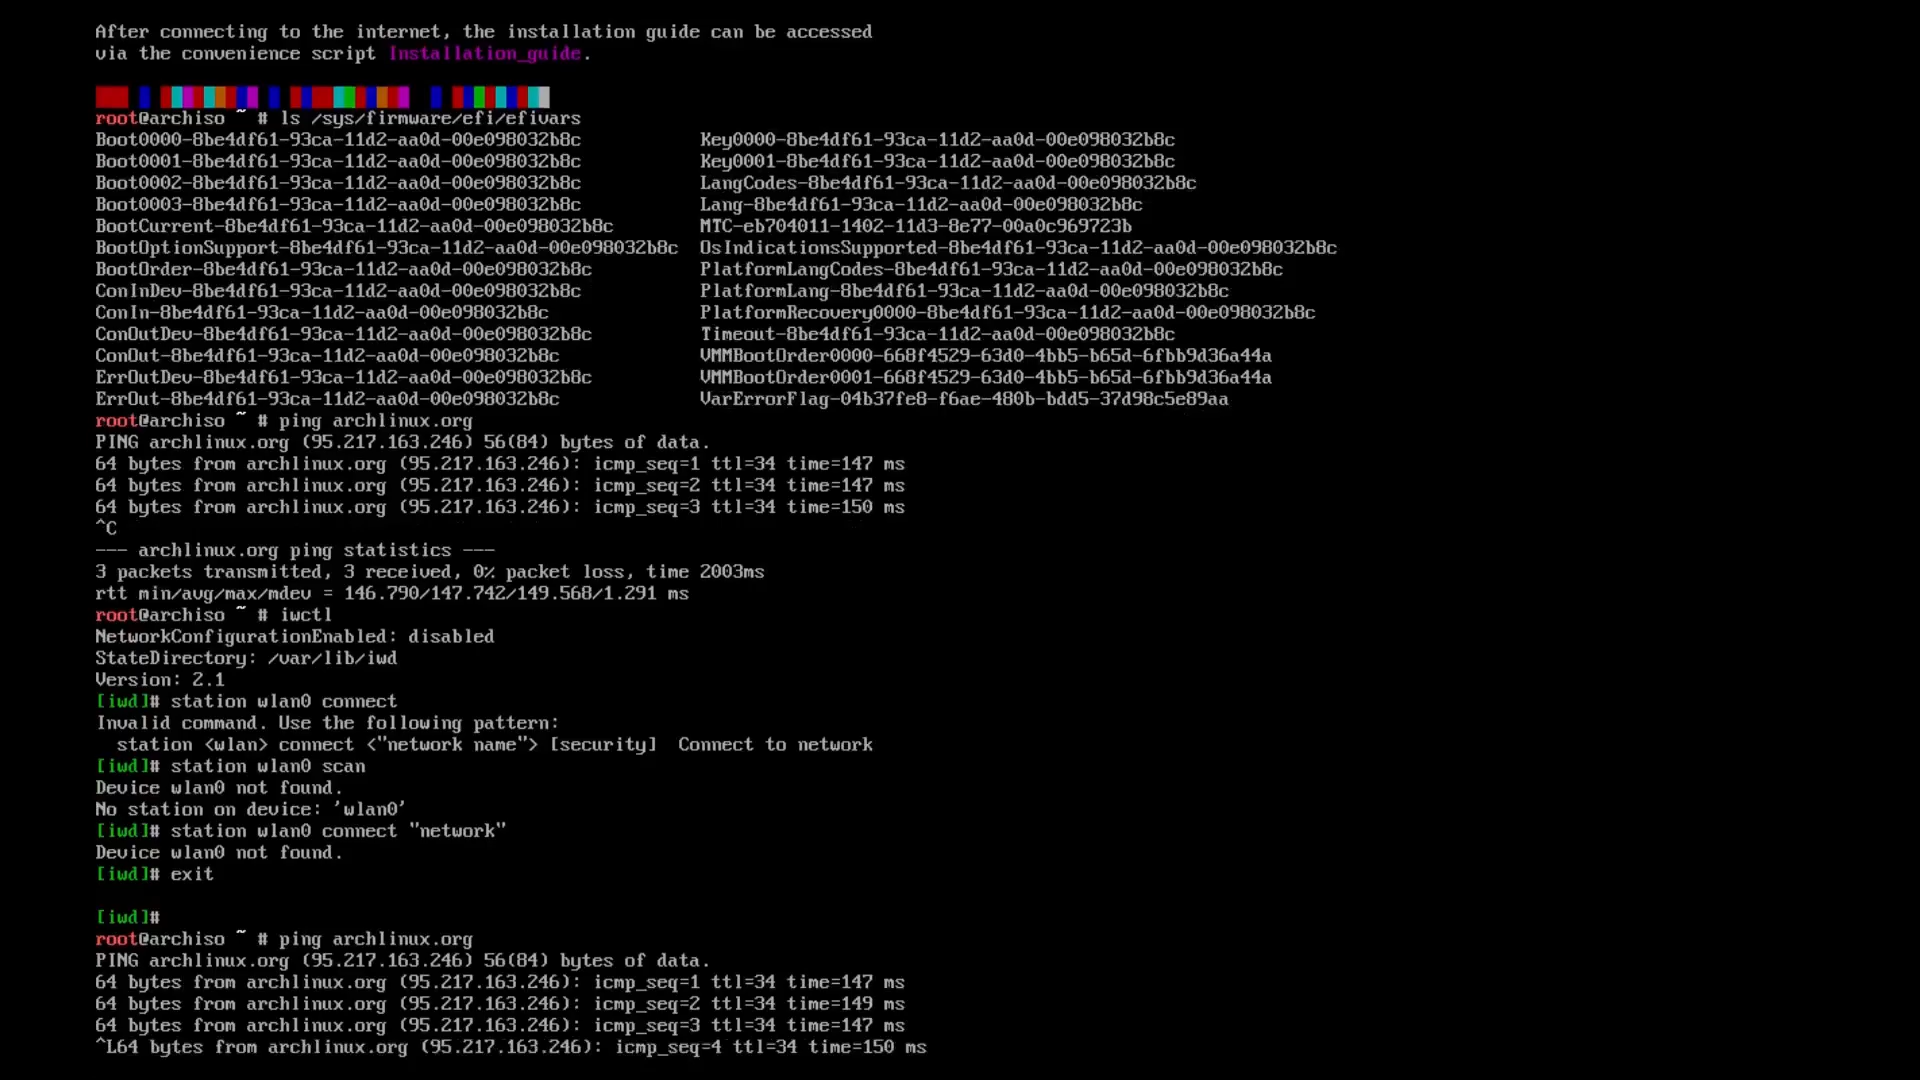 After connecting to the internet, the installation guide can be accessed
via the convenience script Installation_guide.
root@archiso ~ # ls /sys/firmware/efi/efivars
Boot0000-8be4df61-93ca-11d2-aa0d-00e098032b8c Key0000-8be4df61-93ca-11d2-aa0d-00e098032b8c
Boot0001-8be4df61-93ca-11d2-aa0d-00e098032b8c Key0001-8be4df61-93ca-11d2-aa0d-00e098032b8c
Boot0002-8be4df61-93ca-11d2-aa0d-00e098032b8c LangCodes-8be4df61-93ca-11d2-aa0d-00e098032b8c
Boot0003-8be4df61-93ca-11d2-aa0d-00e098032b8c Lang-8be4df61-93ca-11d2-aa0d-00e098032b8c
BootCurrent-8be4df61-93ca-11d2-aa0d-00e098032b8c MTC-eb704011-1402-11d3-8e77-00a0c969723b
BootOptionSupport-8be4df61-93ca-11d2-aa0d-00e098032b8c OsIndicationsSupported-8be4df61-93ca-11d2-aa0d-00e098032b8c
BootOrder-8be4df61-93ca-11d2-aa0d-00e098032b8c PlatformLangCodes-8be4df61-93ca-11d2-aa0d-00e098032b8c
ConInDev-8be4df61-93ca-11d2-aa0d-00e098032b8c PlatformLang-8be4df61-93ca-11d2-aa0d-00e098032b8c
ConIn-8be4df61-93ca-11d2-aa0d-00e098032b8c PlatformRecovery0000-8be4df61-93ca-11d2-aa0d-00e098032b8c
ConOutDev-8be4df61-93ca-11d2-aa0d-00e098032b8c Timeout-8be4df61-93ca-11d2-aa0d-00e098032b8c
ConOut-8be4df61-93ca-11d2-aa0d-00e098032b8c VMMBootOrder0000-668f4529-63d0-4bb5-b65d-6fbb9d36a44a
ErrOutDev-8be4df61-93ca-11d2-aa0d-00e098032b8c VMMBootOrder0001-668f4529-63d0-4bb5-b65d-6fbb9d36a44a
ErrOut-8be4df61-93ca-11d2-aa0d-00e098032b8c VarErrorFlag-04b37fe8-f6ae-480b-bdd5-37d98c5e89aa
root@archiso ~ # ping archlinux.org
PING archlinux.org (95.217.163.246) 56(84) bytes of data.
64 bytes from archlinux.org (95.217.163.246): icmp_seq=1 ttl=34 time=147 ms
64 bytes from archlinux.org (95.217.163.246): icmp_seq=2 ttl=34 time=147 ms
64 bytes from archlinux.org (95.217.163.246): icmp_seq=3 ttl=34 time=150 ms
^C
--- archlinux.org ping statistics ---
3 packets transmitted, 3 received, 0% packet loss, time 2003ms
rtt min/avg/max/mdev = 146.790/147.742/149.568/1.291 ms
root@archiso ~ # iwctl
NetworkConfigurationEnabled: disabled
StateDirectory: /var/lib/iwd
Version: 2.1
[iwd]# station wlan0 connect
Invalid command. Use the following pattern:
station <wlan> connect <"network name"> [security] Connect to network
[iwd]# station wlan0 scan
Device wlan0 not found.
No station on device: 'wlan0'
[iwd]# station wlan0 connect "network"
Device wlan0 not found.
[iwd]# exit
[iwd]#
root@archiso ~ # ping archlinux.org
PING archlinux.org (95.217.163.246) 56(84) bytes of data.
64 bytes from archlinux.org (95.217.163.246): icmp_seq=1 ttl=34 time=147 ms
64 bytes from archlinux.org (95.217.163.246): icmp_seq=2 ttl=34 time=149 ms
64 bytes from archlinux.org (95.217.163.246): icmp_seq=3 ttl=34 time=147 ms
^L64 bytes from archlinux.org (95.217.163.246): icmp_seq=4 ttl=34 time=150 ms